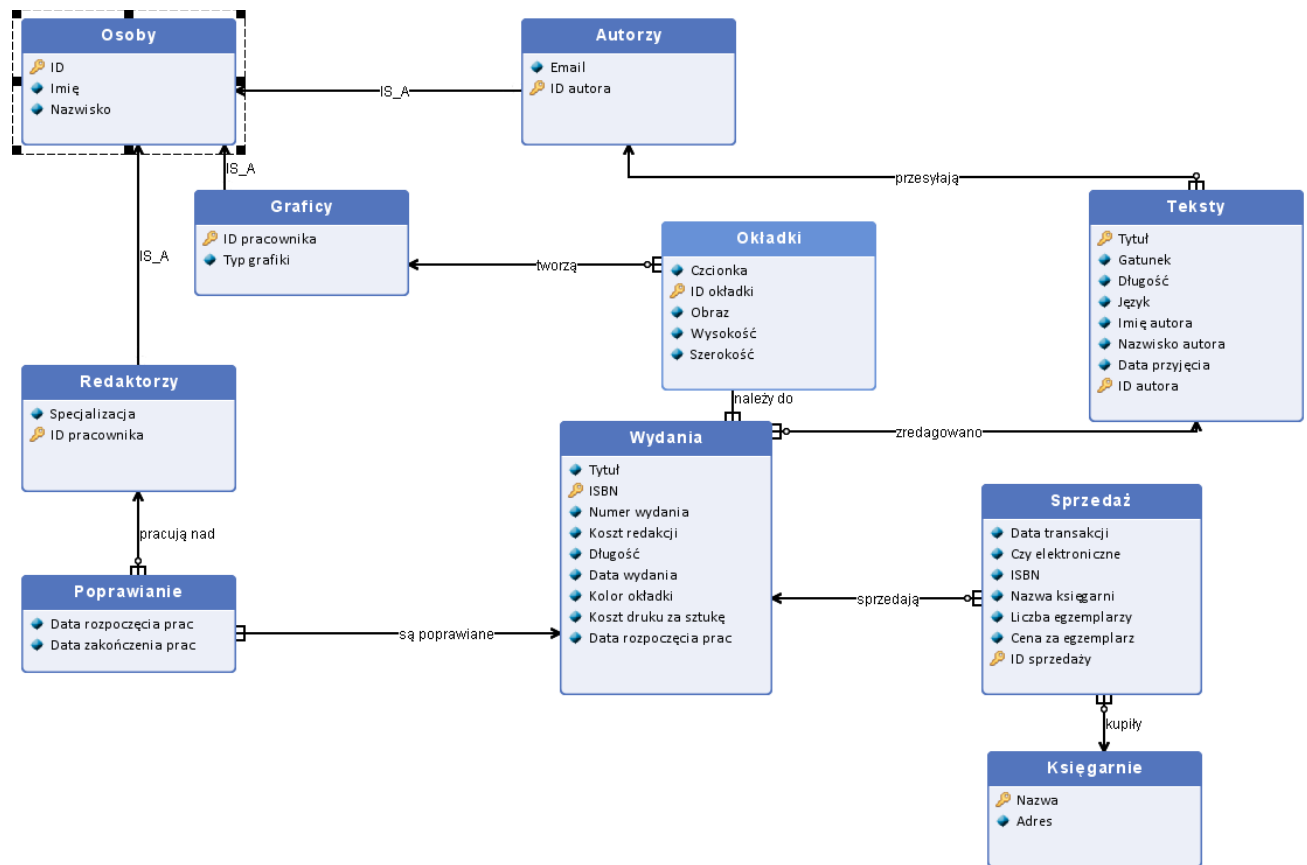 Osoby
ID
Imię
Nazwisko
Autorzy
Email
ID autora
IS_A
IS_A
IS_A
przesyłają
Graficy
ID pracownika
Typ grafiki
tworzą
Okładki
Czcionka
ID okładki
Obraz
Wysokość
Szerokość
Teksty
Tytuł
Gatunek
Długość
Język
Imię autora
Nazwisko autora
Data przyjęcia
ID autora
Redaktorzy
Specjalizacja
ID pracownika
należy do
zredagowano
Wydania
Tytuł
ISBN
Numer wydania
Koszt redakcji
Długość
Data wydania
Kolor okładki
Koszt druku za sztukę
Data rozpoczęcia prac
Sprzedaż
Data transakcji
Czy elektroniczne
ISBN
Nazwa księgarni
Liczba egzemplarzy
Cena za egzemplarz
ID sprzedaży
pracują nad
sprzedają
Poprawianie
Data rozpoczęcia prac
Data zakończenia prac
są poprawiane
kupiły
Księgarnie
Nazwa
Adres